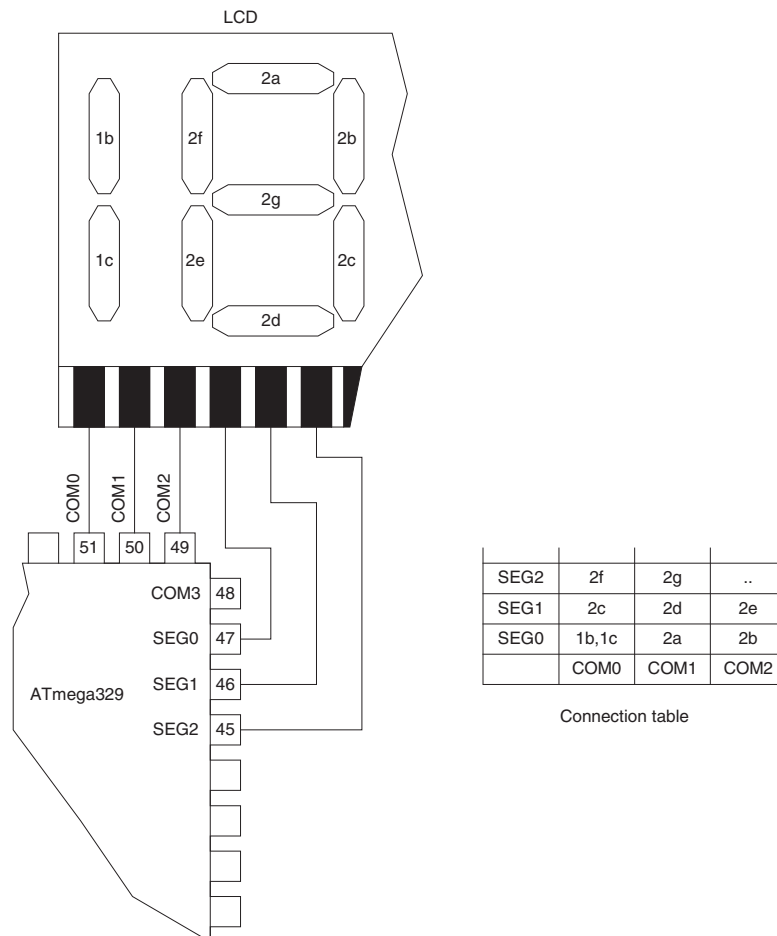 LCD
2a
1b
2f
2b
2g
1c
2e
2c
2d
COM0
COM1
COM2
51
50
49
COM3
48
SEG0
47
ATmega329
SEG1
46
SEG2
45
SEG2 2f 2g ..
SEG1 2c 2d 2e
SEG0 1b,1c 2a 2b
COM0 COM1 COM2
Connection table